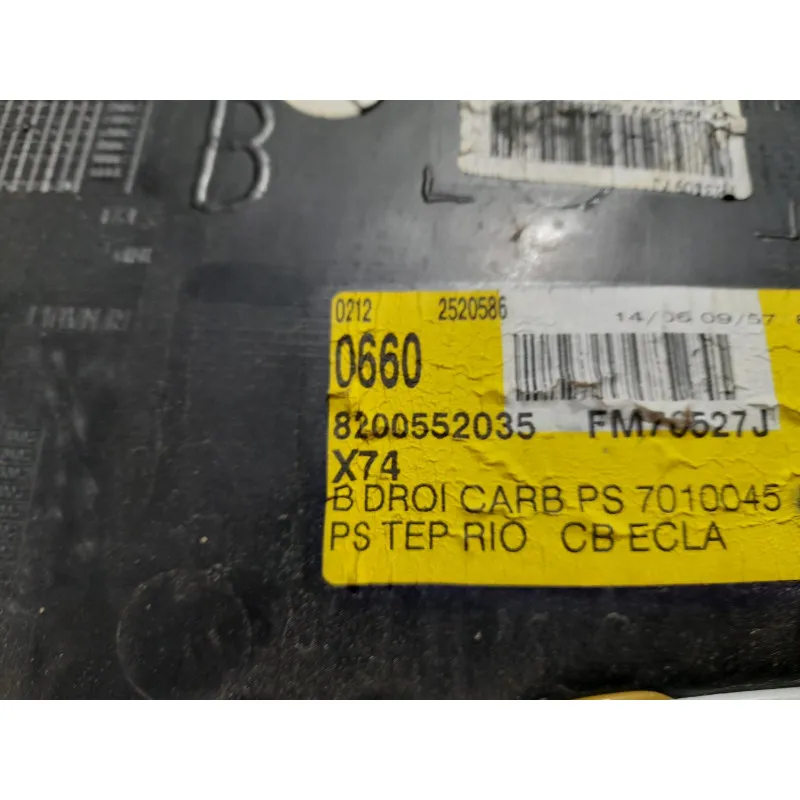 B
0212 2520586 14/06 09/57
0660
8200552035 FM70527J
X74
B DROI CARB PS 7010045
PS TEP RIO CB ECLA